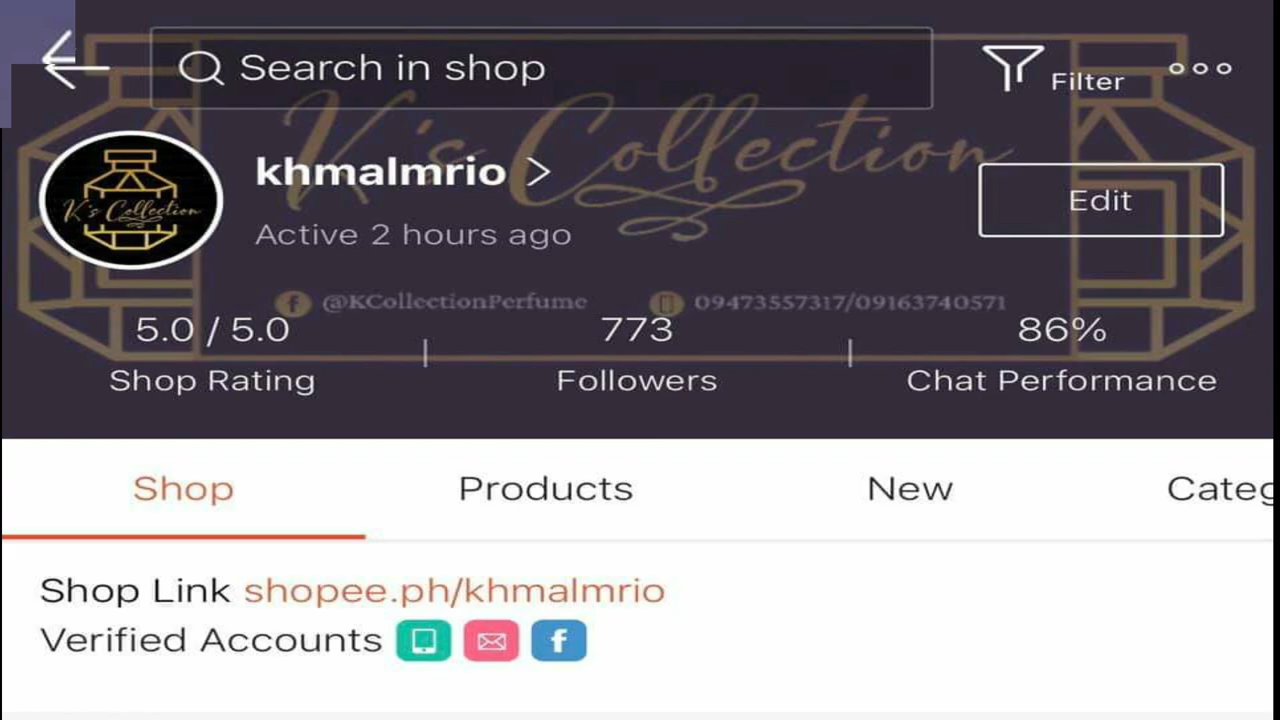 Search in shop
Filter
K's Collection
khmalmrio
K's Collection
Edit
Active 2 hours ago
@KCollectionPerfume 09473557317/09163740571
5.0 / 5.0 773 86%
Shop Rating Followers Chat Performance
Shop Products New Categ
Shop Link shopee.ph/khmalmrio
Verified Accounts